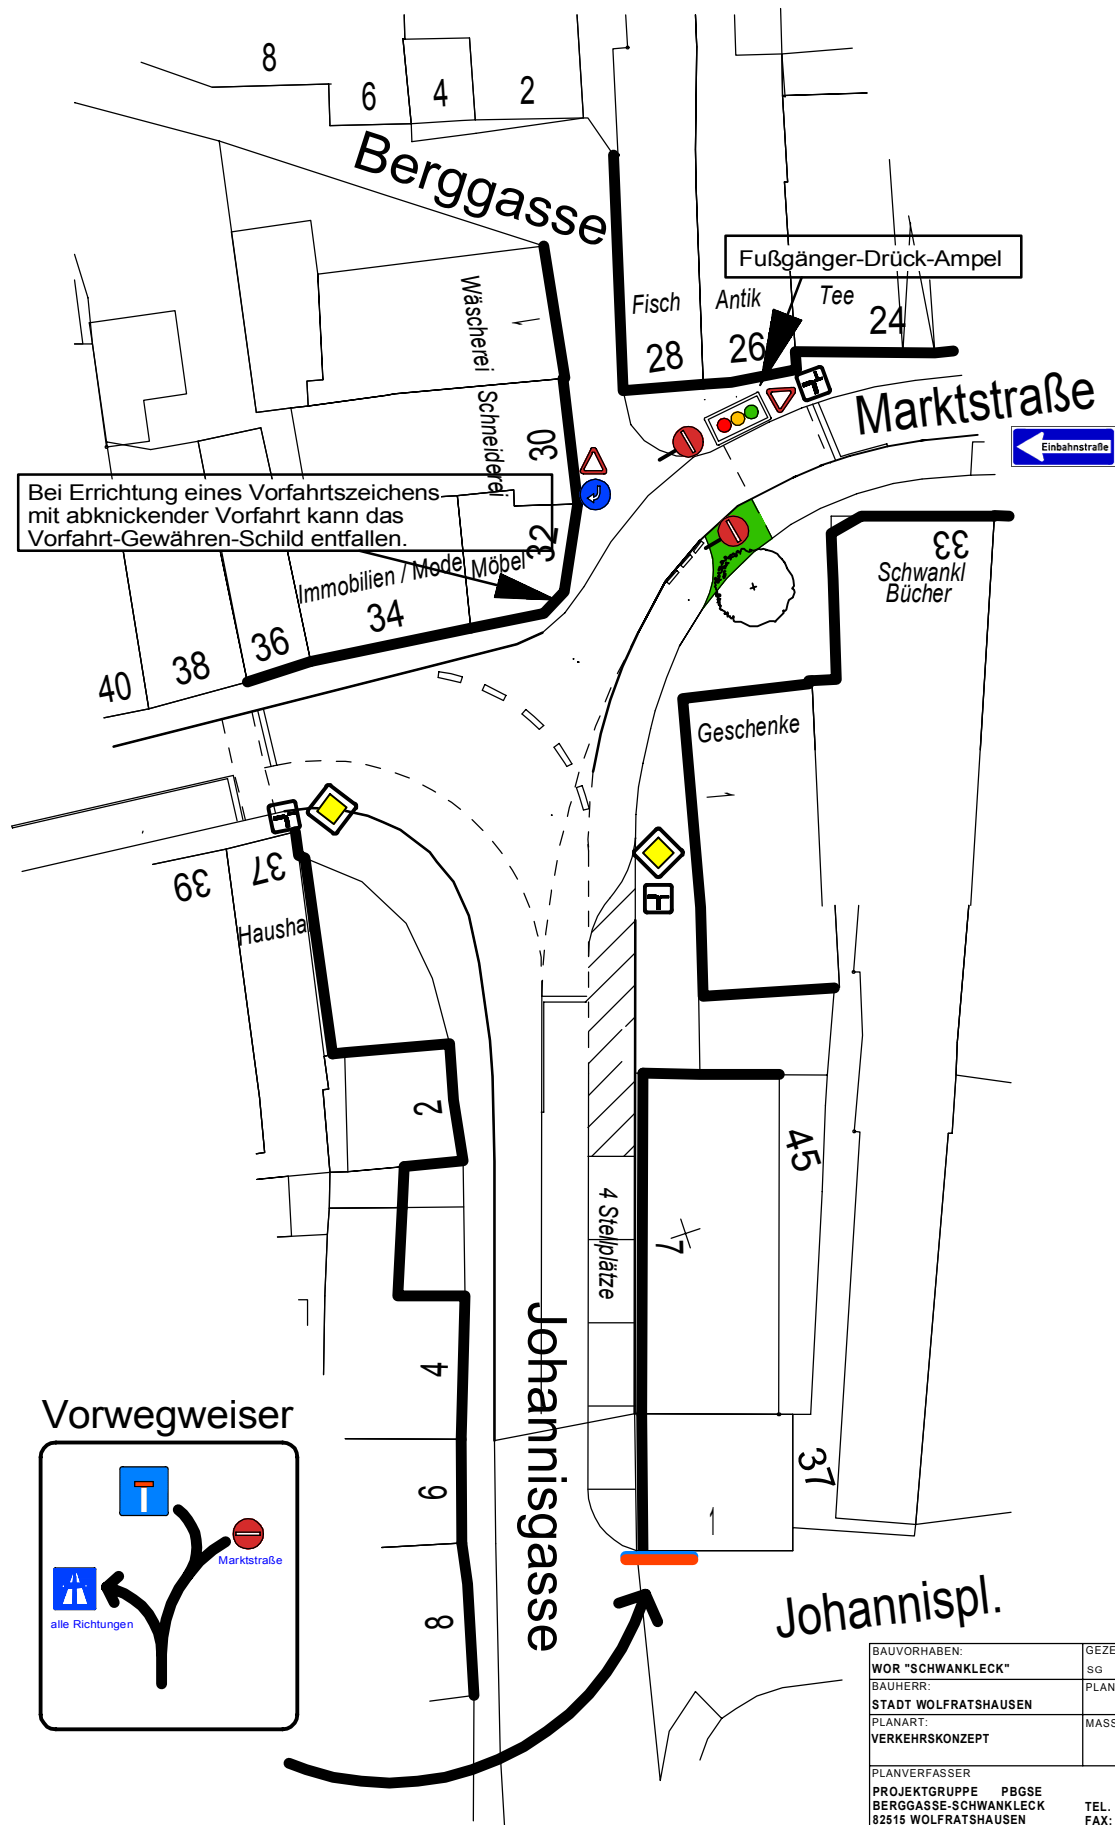 8
6
4
2
Berggasse
Fußgänger-Drück-Ampel
Wäscherei
Schneiderei
Fisch
Antik
Tee
28
26
24
Marktstraße
Einbahnstraße
30
32
Bei Errichtung eines Vorfahrtszeichens
mit abknickender Vorfahrt kann das
Vorfahrt-Gewähren-Schild entfallen.
Immobilien / Mode
Möbel
33
Schwankl
Bücher
34
36
38
40
Geschenke
39
37
Hausha
2
45
4 Stellplätze
7
4
Johannisgasse
37
6
1
8
Vorwegweiser
Marktstraße
alle Richtungen
Johannispl.
BAUVORHABEN:
GEZE
WOR "SCHWANKLECK"
SG
BAUHERR:
PLAN
STADT WOLFRATSHAUSEN
PLANART:
MASS
VERKEHRSKONZEPT
PLANVERFASSER
PROJEKTGRUPPE PBGSE
BERGGASSE-SCHWANKLECK TEL.
82515 WOLFRATSHAUSEN FAX: